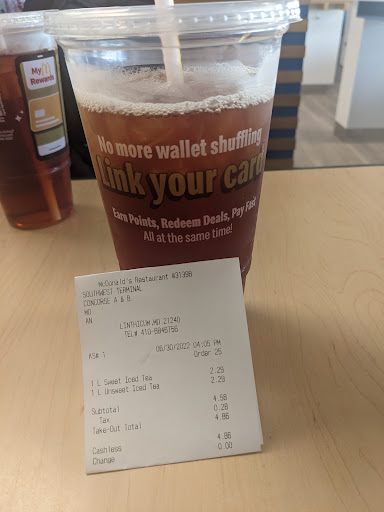 My Rewards
No more wallet shuffling
Link your card
Earn Points, Redeem Deals, Pay Fast
All at the same time!
McDonald's Restaurant #31398
SOUTHWEST TERMINAL
CONCORSE A & B
MD
AN
LINTHICUM,MD 21240
TEL# 410-6845756
KS# 1
06/30/2022 04:05 PM
Order 25
1 L Sweet Iced Tea 2.29
1 L Unsweet Iced Tea 2.29
Subtotal 4.58
Tax 0.28
Take-Out Total 4.86
Cashless 4.86
Change 0.00